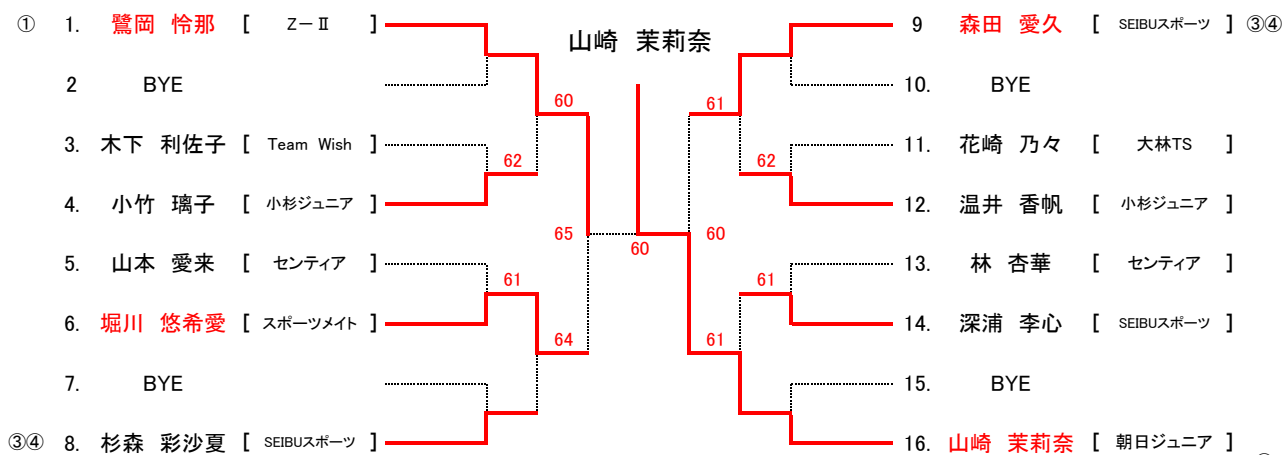 ① 1. 鷺岡 怜那 [ Z－Ⅱ ]
2 BYE
3. 木下 利佐子 [ Team Wish ]
4. 小竹 璃子 [ 小杉ジュニア ]
5. 山本 愛来 [ センティア ]
6. 堀川 悠希愛 [ スポーツメイト ]
7. BYE
③④ 8. 杉森 彩沙夏 [ SEIBUスポーツ ]
60
62
65
61
64
山崎 茉莉奈
60
61
62
60
61
61
9 森田 愛久 [ SEIBUスポーツ ] ③④
10. BYE
11. 花崎 乃々 [ 大林TS ]
12. 温井 香帆 [ 小杉ジュニア ]
13. 林 杏華 [ センティア ]
14. 深浦 李心 [ SEIBUスポーツ ]
15. BYE
16. 山崎 茉莉奈 [ 朝日ジュニア ]